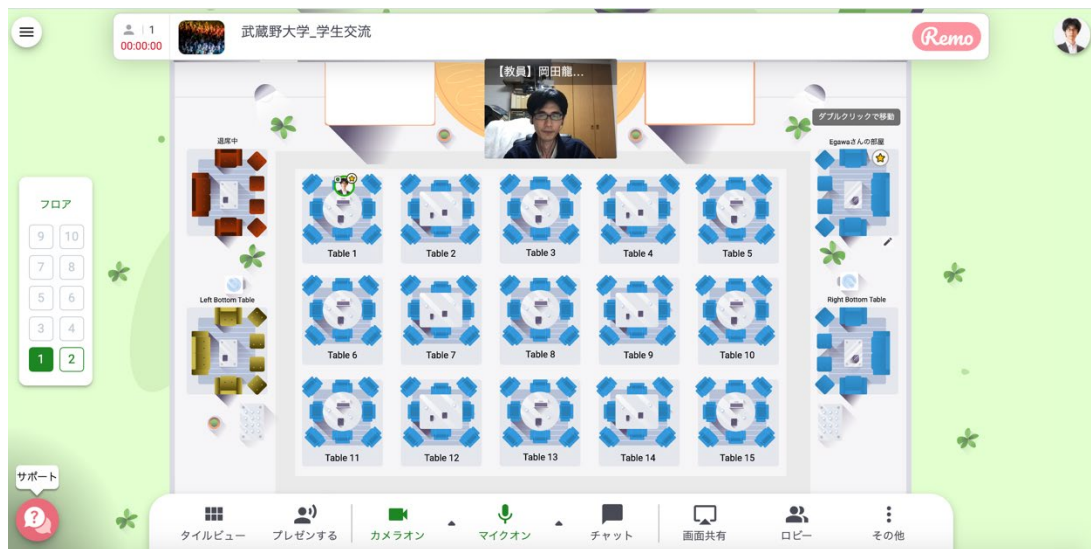 1
00:00:00
武蔵野大学_学生交流
Remo
【教員】岡田龍...
ダブルクリックで移動
退席中
Egawaさんの部屋
フロア
9 10
7 8
5 6
3 4
1 2
Table 1 Table 2 Table 3 Table 4 Table 5
Left Bottom Table
Right Bottom Table
Table 6 Table 7 Table 8 Table 9 Table 10
Table 11 Table 12 Table 13 Table 14 Table 15
サポート
タイルビュー プレゼンする カメラオン マイクオン チャット 画面共有 ロビー その他